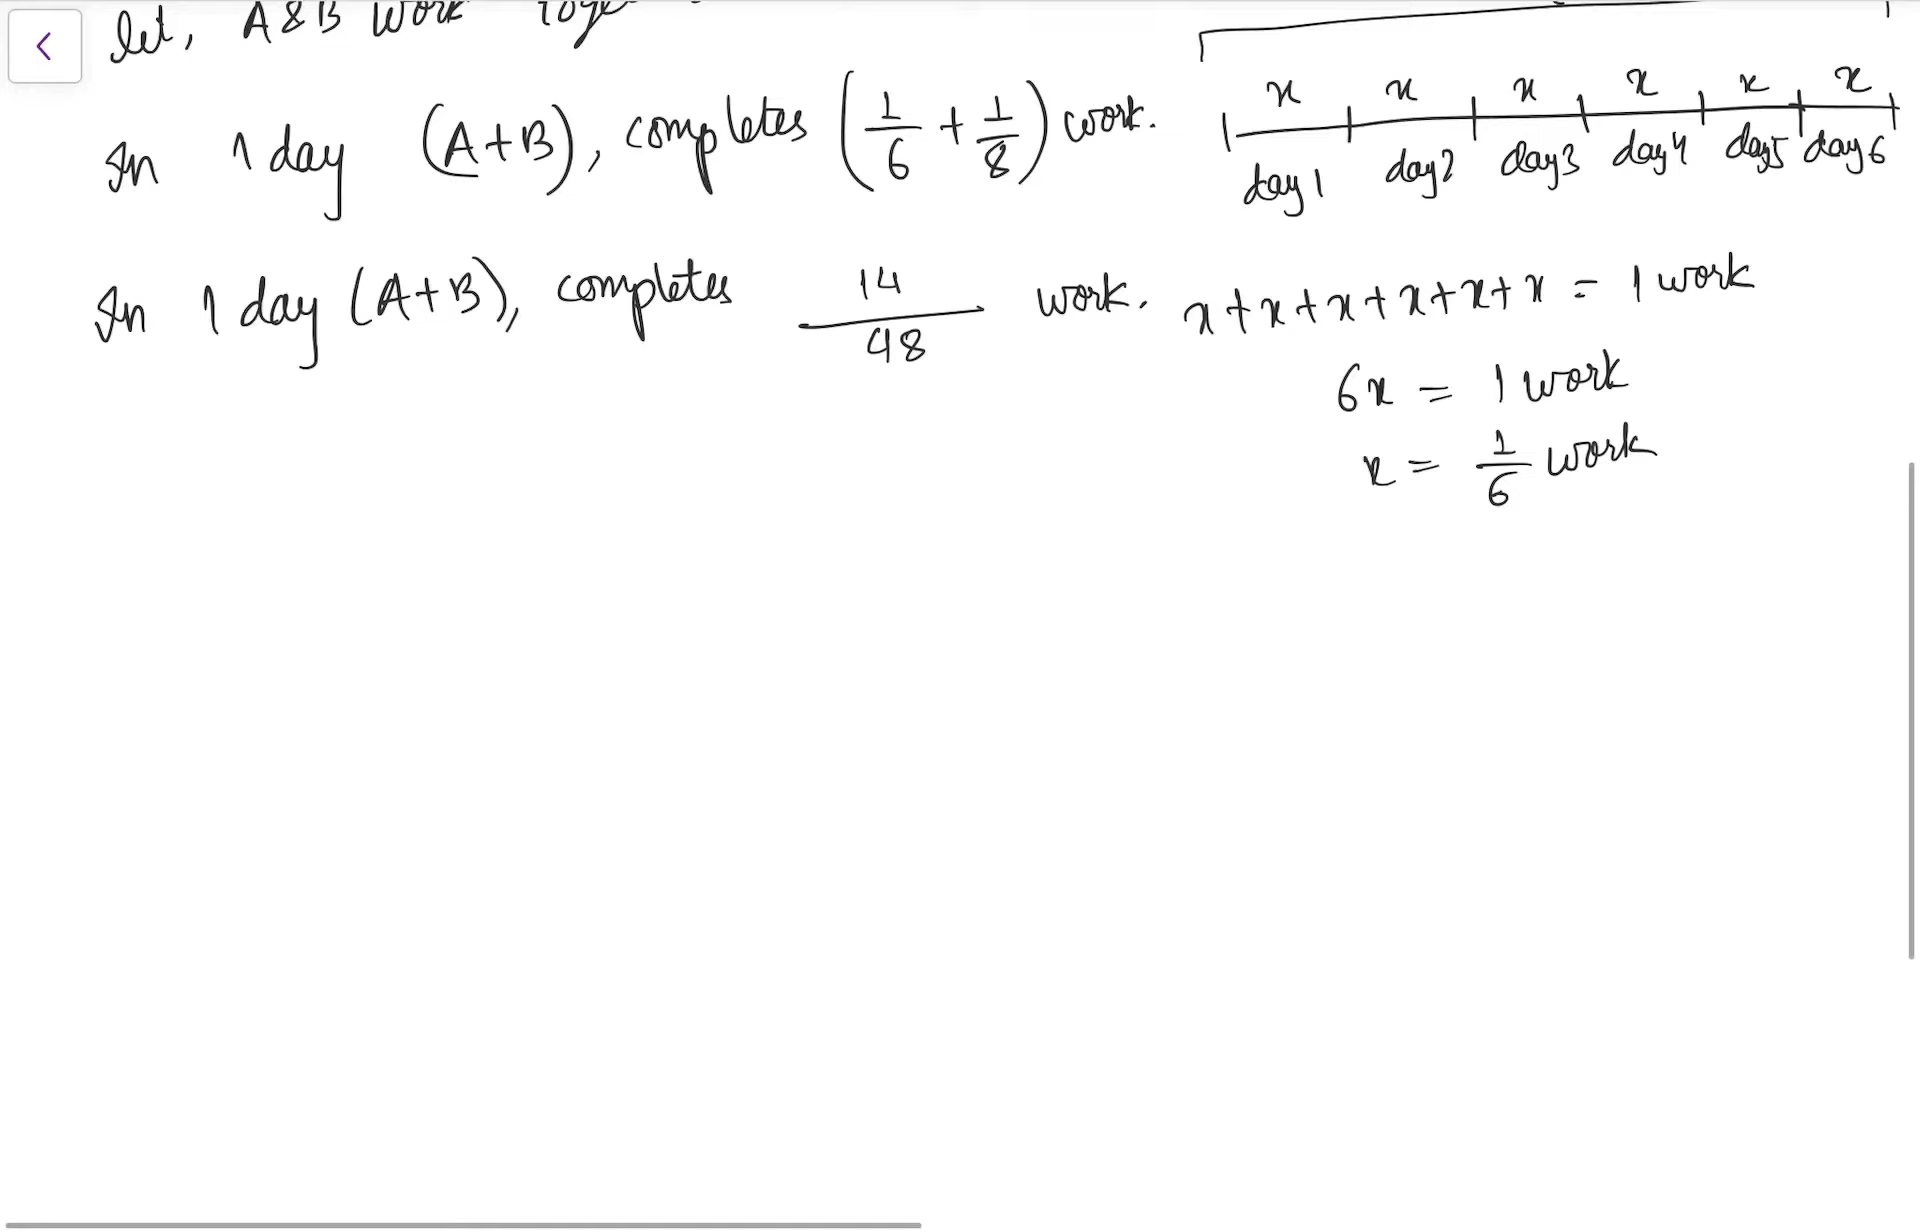 let, A & B work
In 1 day (A+B), completes (1/6 + 1/8) work.
In 1 day (A+B), completes 14/48 work.
x x x x x x
day 1 day 2 day 3 day 4 day 5 day 6
x + x + x + x + x + x = 1 work
6x = 1 work
x = 1/6 work